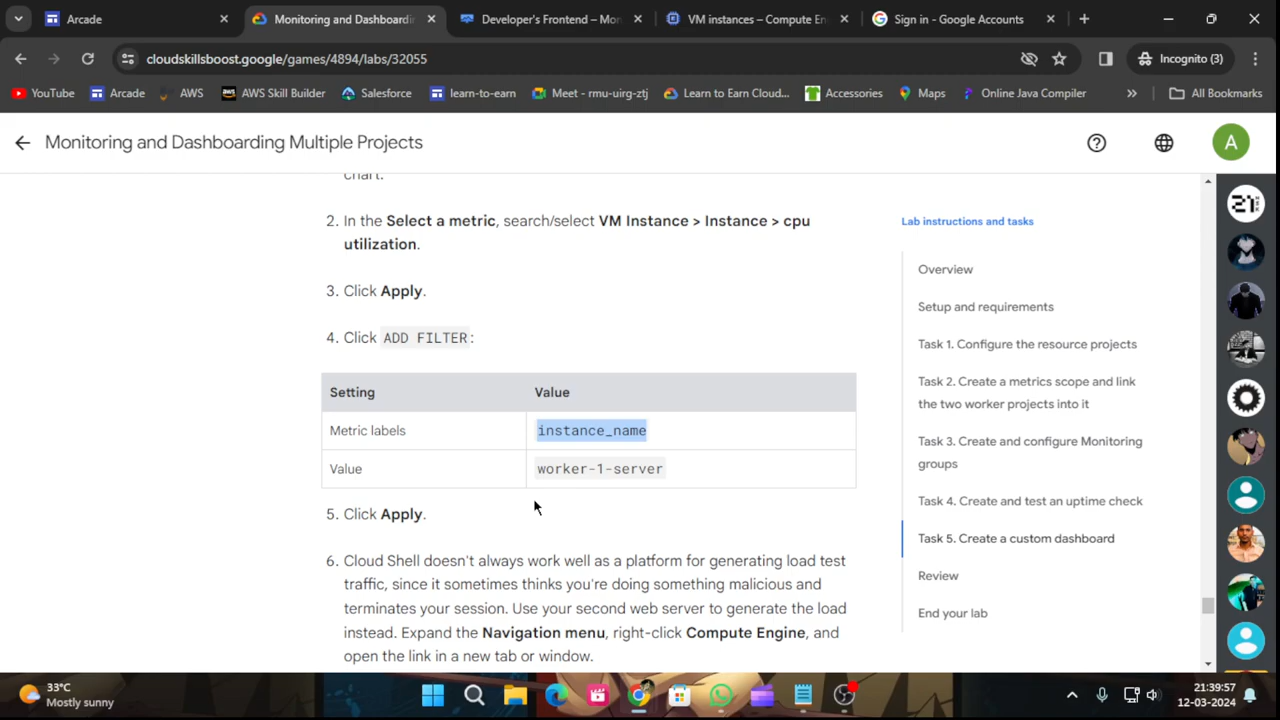 Arcade
Monitoring and Dashboardin
Developer's Frontend – Mon
VM instances – Compute En
Sign in - Google Accounts
cloudskillsboost.google/games/4894/labs/32055
Incognito (3)
YouTube
Arcade
AWS
AWS Skill Builder
Salesforce
learn-to-earn
Meet - rmu-uirg-ztj
Learn to Earn Cloud...
Accessories
Maps
Online Java Compiler
»
All Bookmarks
Monitoring and Dashboarding Multiple Projects
A
chart.
2. In the Select a metric, search/select VM Instance > Instance > cpu
utilization.
3. Click Apply.
4. Click ADD FILTER:
Setting Value
Metric labels instance_name
Value worker-1-server
5. Click Apply.
6. Cloud Shell doesn't always work well as a platform for generating load test
traffic, since it sometimes thinks you're doing something malicious and
terminates your session. Use your second web server to generate the load
instead. Expand the Navigation menu, right-click Compute Engine, and
open the link in a new tab or window.
Lab instructions and tasks
Overview
Setup and requirements
Task 1. Configure the resource projects
Task 2. Create a metrics scope and link
the two worker projects into it
Task 3. Create and configure Monitoring
groups
Task 4. Create and test an uptime check
Task 5. Create a custom dashboard
Review
End your lab
33°C
Mostly sunny
21:39:57
12-03-2024